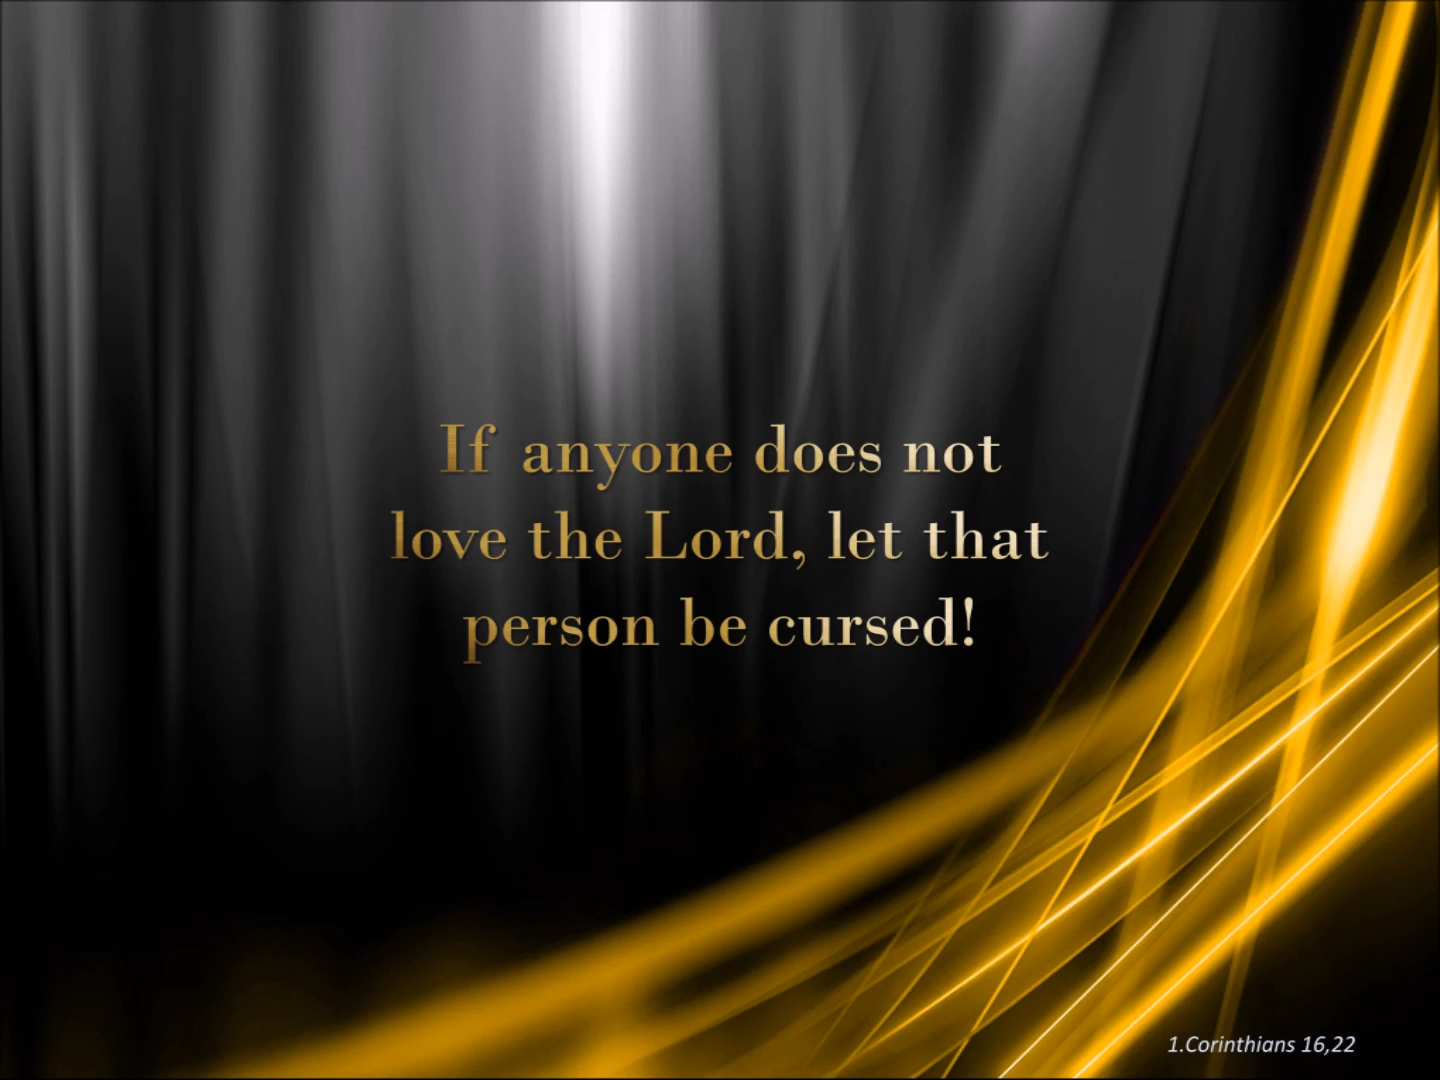 If anyone does not
love the Lord, let that
person be cursed!
1.Corinthians 16,22